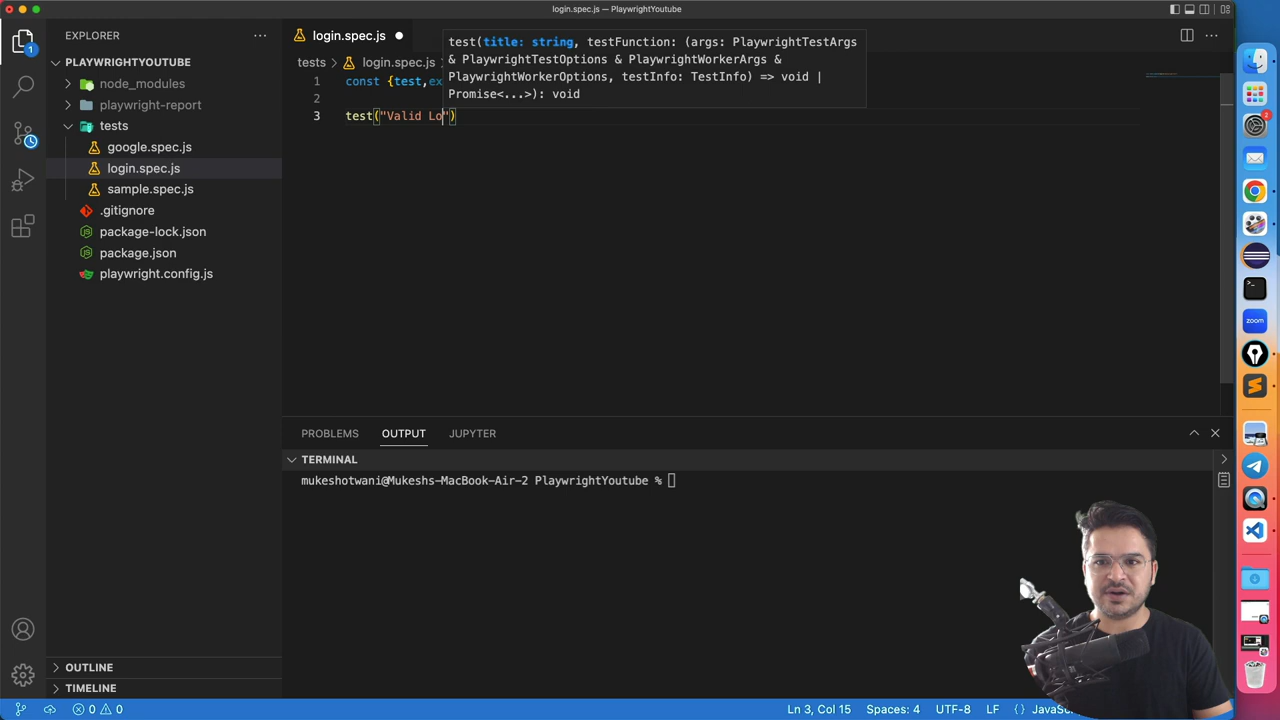 login.spec.js — PlaywrightYoutube
EXPLORER
login.spec.js
PLAYWRIGHTYOUTUBE
node_modules
playwright-report
tests
google.spec.js
login.spec.js
sample.spec.js
.gitignore
package-lock.json
package.json
playwright.config.js
OUTLINE
TIMELINE
1
tests > login.spec.js
test(title: string, testFunction: (args: PlaywrightTestArgs
& PlaywrightTestOptions & PlaywrightWorkerArgs &
PlaywrightWorkerOptions, testInfo: TestInfo) => void |
Promise<...>): void
1 const {test,ex
2
3 test("Valid Lo")
PROBLEMS OUTPUT JUPYTER
TERMINAL
mukeshotwani@Mukeshs-MacBook-Air-2 PlaywrightYoutube %
2
zoom
0 0
Ln 3, Col 15 Spaces: 4 UTF-8 LF {}